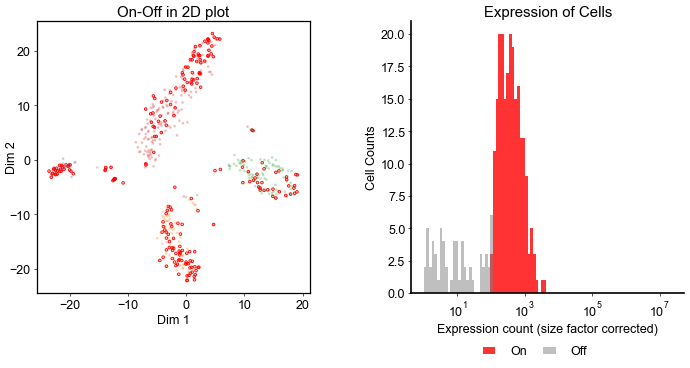 On-Off in 2D plot
20
10
0
−10
−20
Dim 2
−20 −10 0 10 20
Dim 1
Expression of Cells
20.0
17.5
15.0
12.5
10.0
7.5
5.0
2.5
0.0
Cell Counts
10^1 10^3 10^5 10^7
Expression count (size factor corrected)
On Off